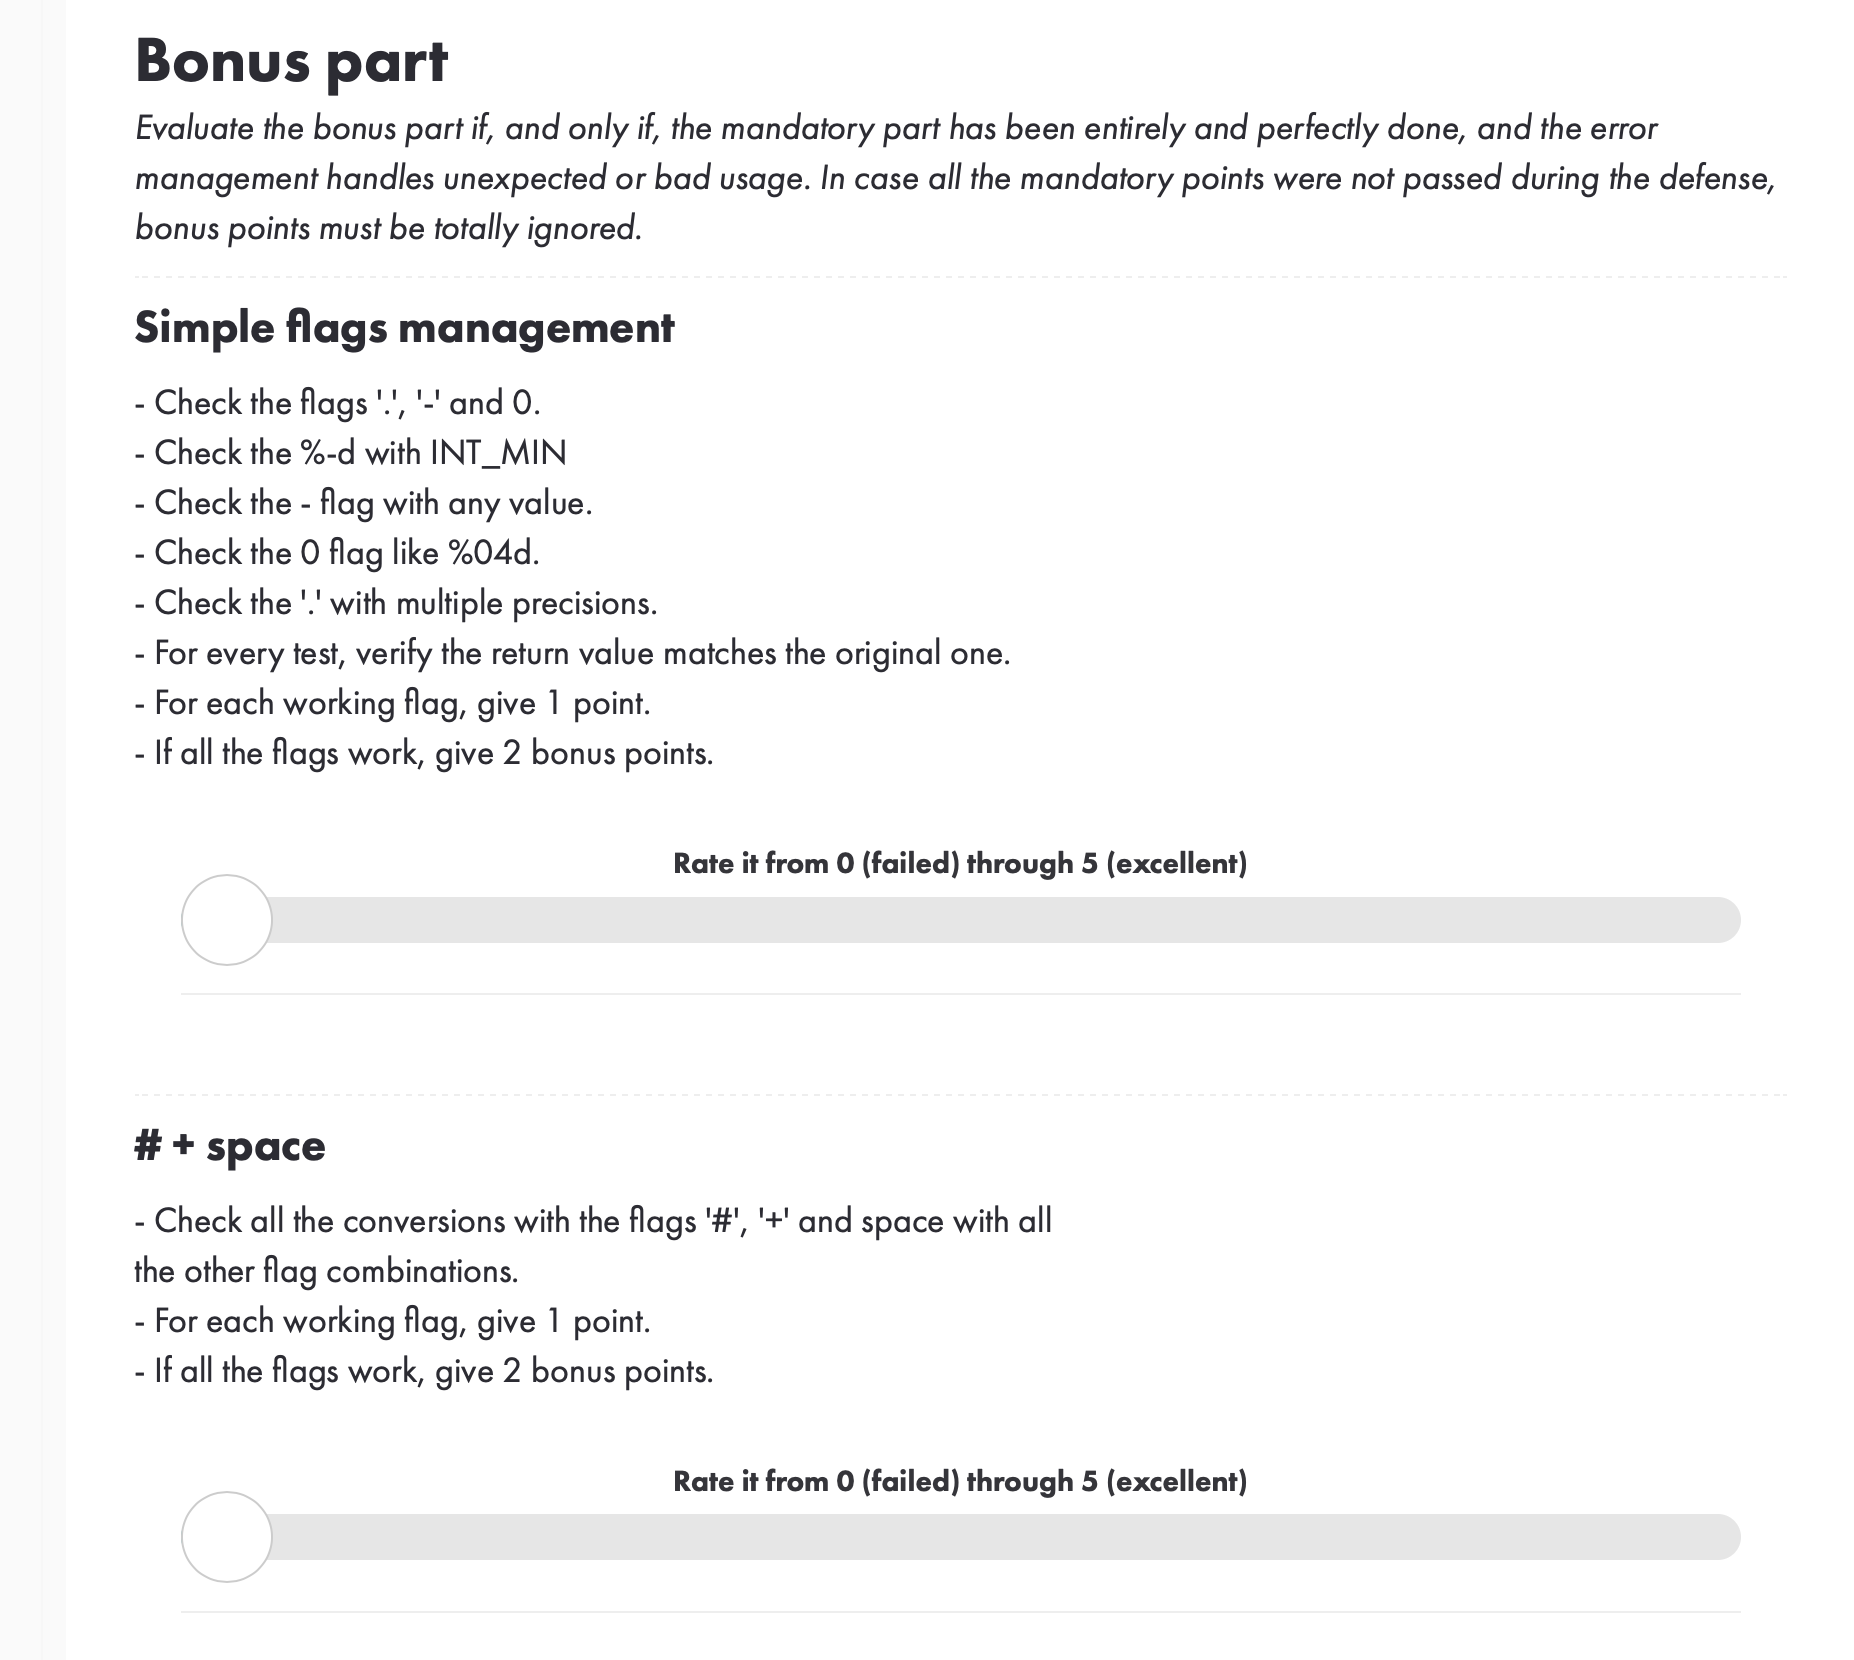 Bonus part
Evaluate the bonus part if, and only if, the mandatory part has been entirely and perfectly done, and the error
management handles unexpected or bad usage. In case all the mandatory points were not passed during the defense,
bonus points must be totally ignored.
Simple flags management
- Check the flags '.', '-' and 0.
- Check the %-d with INT_MIN
- Check the - flag with any value.
- Check the 0 flag like %04d.
- Check the '.' with multiple precisions.
- For every test, verify the return value matches the original one.
- For each working flag, give 1 point.
- If all the flags work, give 2 bonus points.
Rate it from 0 (failed) through 5 (excellent)
# + space
- Check all the conversions with the flags '#', '+' and space with all
the other flag combinations.
- For each working flag, give 1 point.
- If all the flags work, give 2 bonus points.
Rate it from 0 (failed) through 5 (excellent)